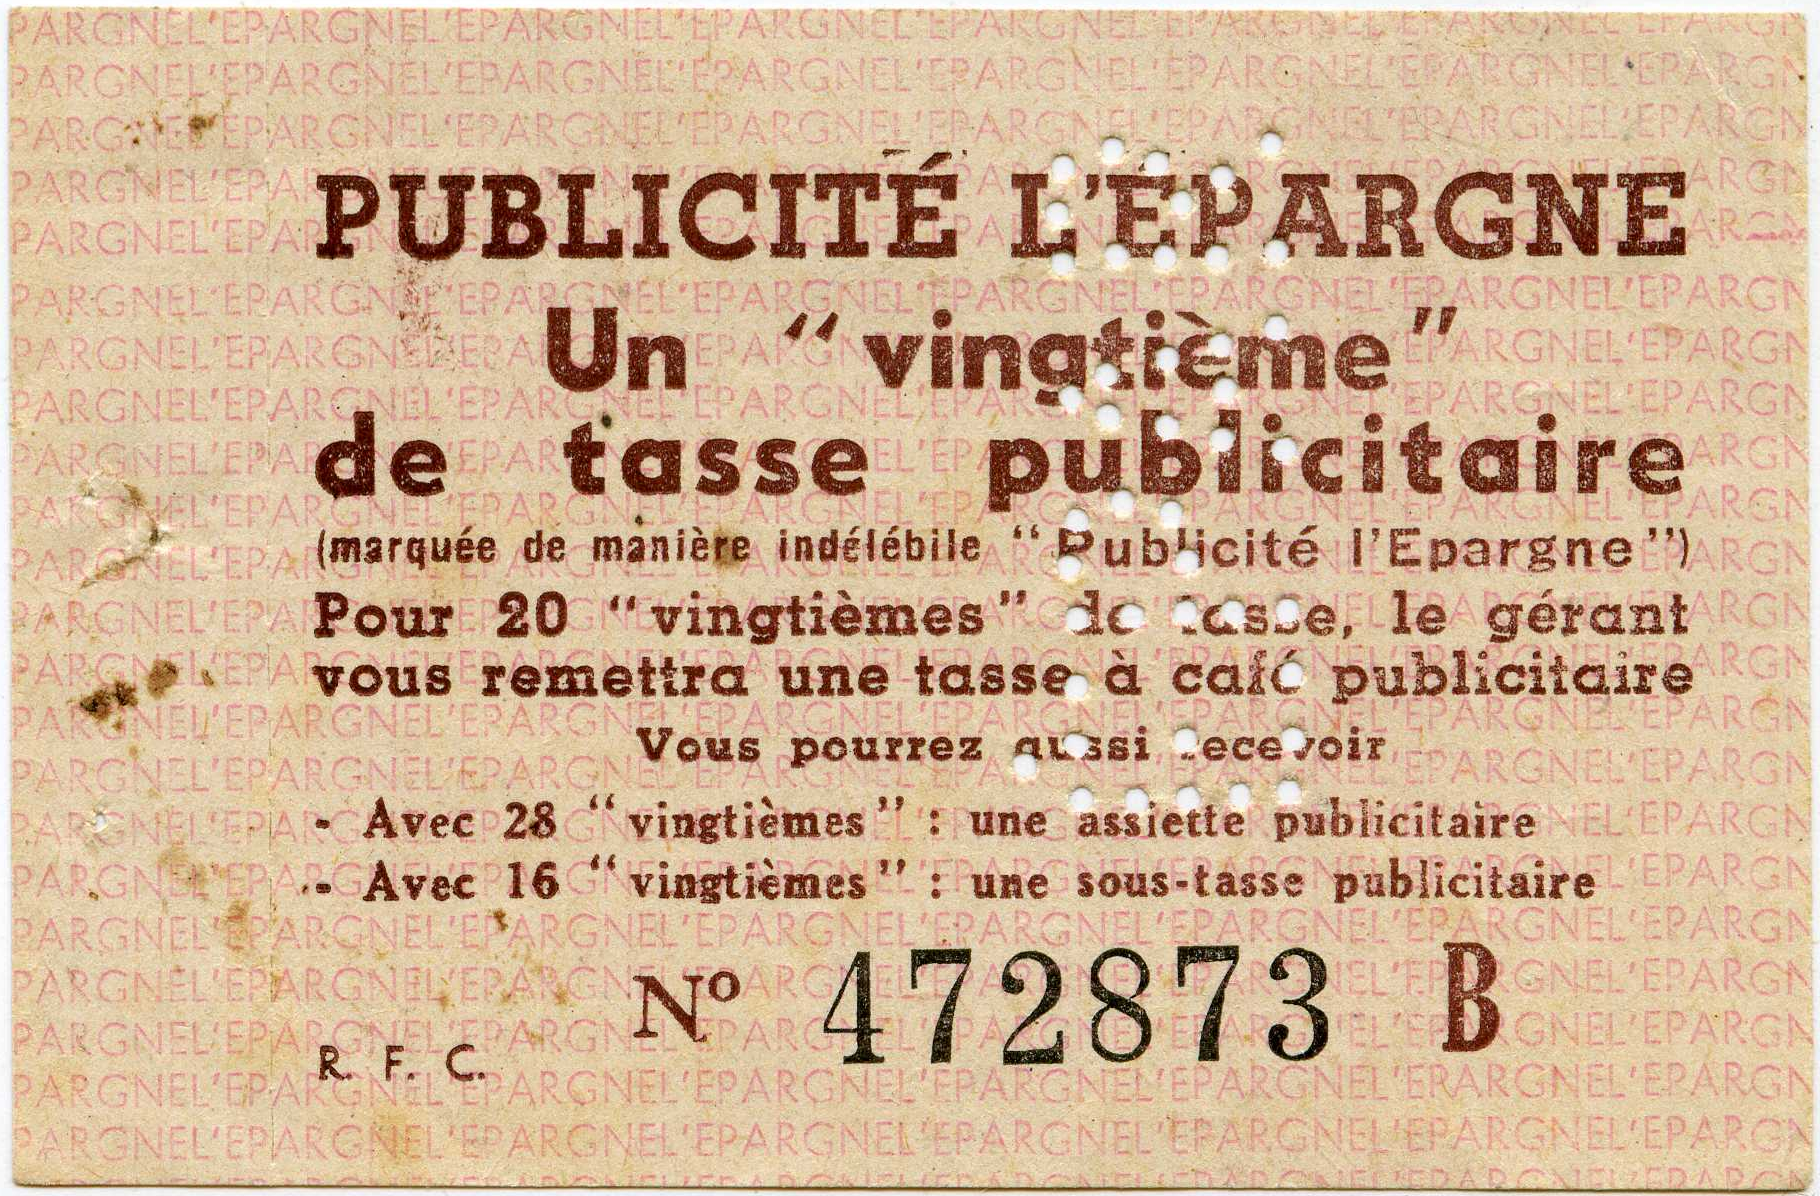 PUBLICITÉ L'ÉPARGNE
Un “vingtième”
de tasse publicitaire
(marquée de manière indélébile “Publicité l'Epargne”)
Pour 20 “vingtièmes” de tasse, le gérant
vous remettra une tasse à café publicitaire
Vous pourrez aussi recevoir
- Avec 28 “vingtièmes” : une assiette publicitaire
- Avec 16 “vingtièmes” : une sous-tasse publicitaire
Nº 472873 B
R. F. C.